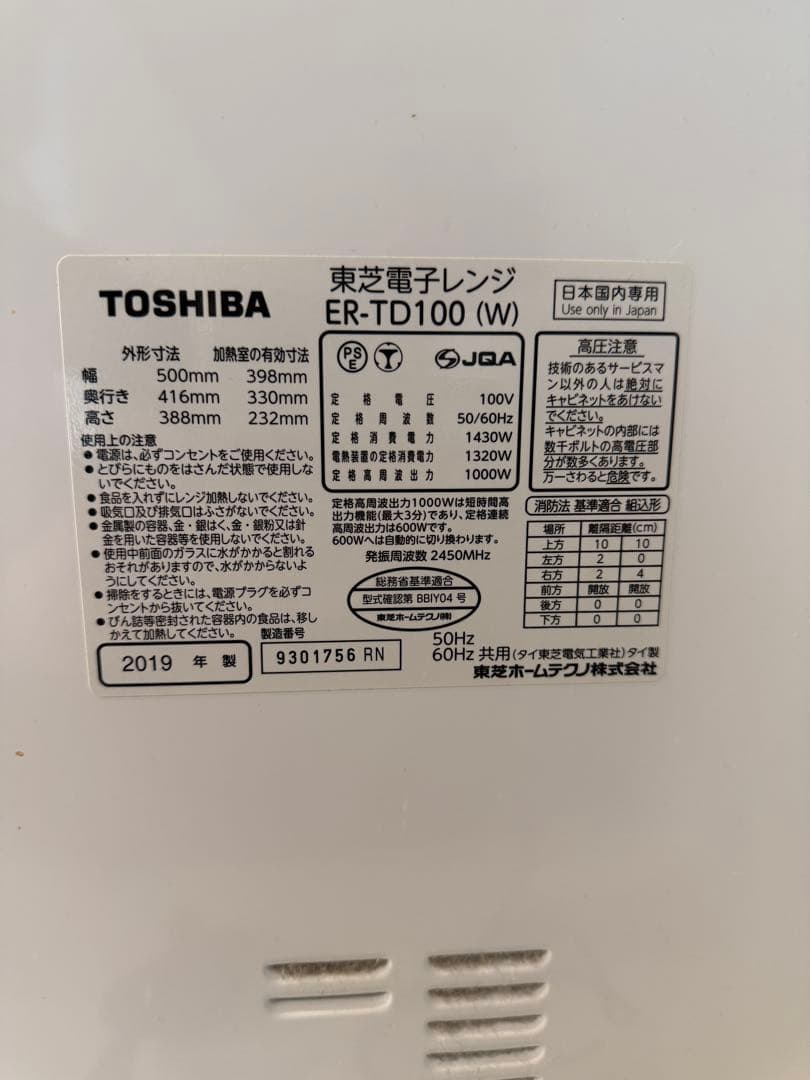 TOSHIBA
東芝電子レンジ
ER-TD100 (W)
日本国内専用
Use only in Japan
外形寸法 加熱室の有効寸法
幅 500mm 398mm
奥行き 416mm 330mm
高さ 388mm 232mm
使用上の注意
● 電源は、必ずコンセントをご使用ください。
● とびらにものをはさんだ状態で使用しな
いでください。
● 食品を入れずにレンジ加熱しないでください。
● 吸気口及び排気口はふさがないでください。
● 金属製の容器、金・銀はく、金・銀粉又は針
金を用いた容器等を使用しないでください。
● 使用中前面のガラスに水がかかると割れる
おそれがありますので、水がかからないよ
うにしてください。
● 掃除をするときには、電源プラグを必ずコ
ンセントから抜いてください。
● びん詰等密封された容器内の食品は、移し
かえて加熱してください。
PSE JQA
定格電圧 100V
定格周波数 50/60Hz
定格消費電力 1430W
電熱装置の定格消費電力 1320W
定格高周波出力 1000W
定格高周波出力1000Wは短時間高
出力機能(最大3分)であり、定格連続
高周波出力は600Wです。
600Wへは自動的に切り換わります。
発振周波数 2450MHz
総務省基準適合
型式確認第 BBIY04 号
東芝ホームテクノ(株)
高圧注意
技術のあるサービスマ
ン以外の人は絶対に
キャビネットをあけない
でください。
キャビネットの内部には
数千ボルトの高電圧部
分が数多くあります。
万一さわると危険です。
消防法 基準適合 組込形
場所 離隔距離(cm)
上方 10 10
左方 2 0
右方 2 4
前方 開放 開放
後方 0 0
下方 0 0
2019 年 製
製造番号
9301756 RN
50Hz
60Hz 共用 (タイ東芝電気工業社) タイ製
東芝ホームテクノ株式会社